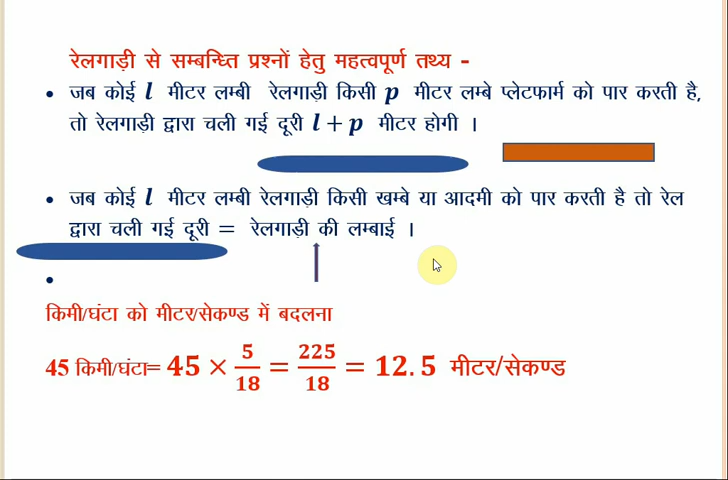 रेलगाड़ी से सम्बन्धित प्रश्नों हेतु महत्वपूर्ण तथ्य -
• जब कोई l मीटर लम्बी रेलगाड़ी किसी p मीटर लम्बे प्लेटफार्म को पार करती है,
तो रेलगाड़ी द्वारा चली गई दूरी l + p मीटर होगी ।
• जब कोई l मीटर लम्बी रेलगाड़ी किसी खम्बे या आदमी को पार करती है तो रेल
द्वारा चली गई दूरी = रेलगाड़ी की लम्बाई ।
•
किमी/घंटा को मीटर/सेकण्ड में बदलना
45 किमी/घंटा= 45 × 5/18 = 225/18 = 12.5 मीटर/सेकण्ड